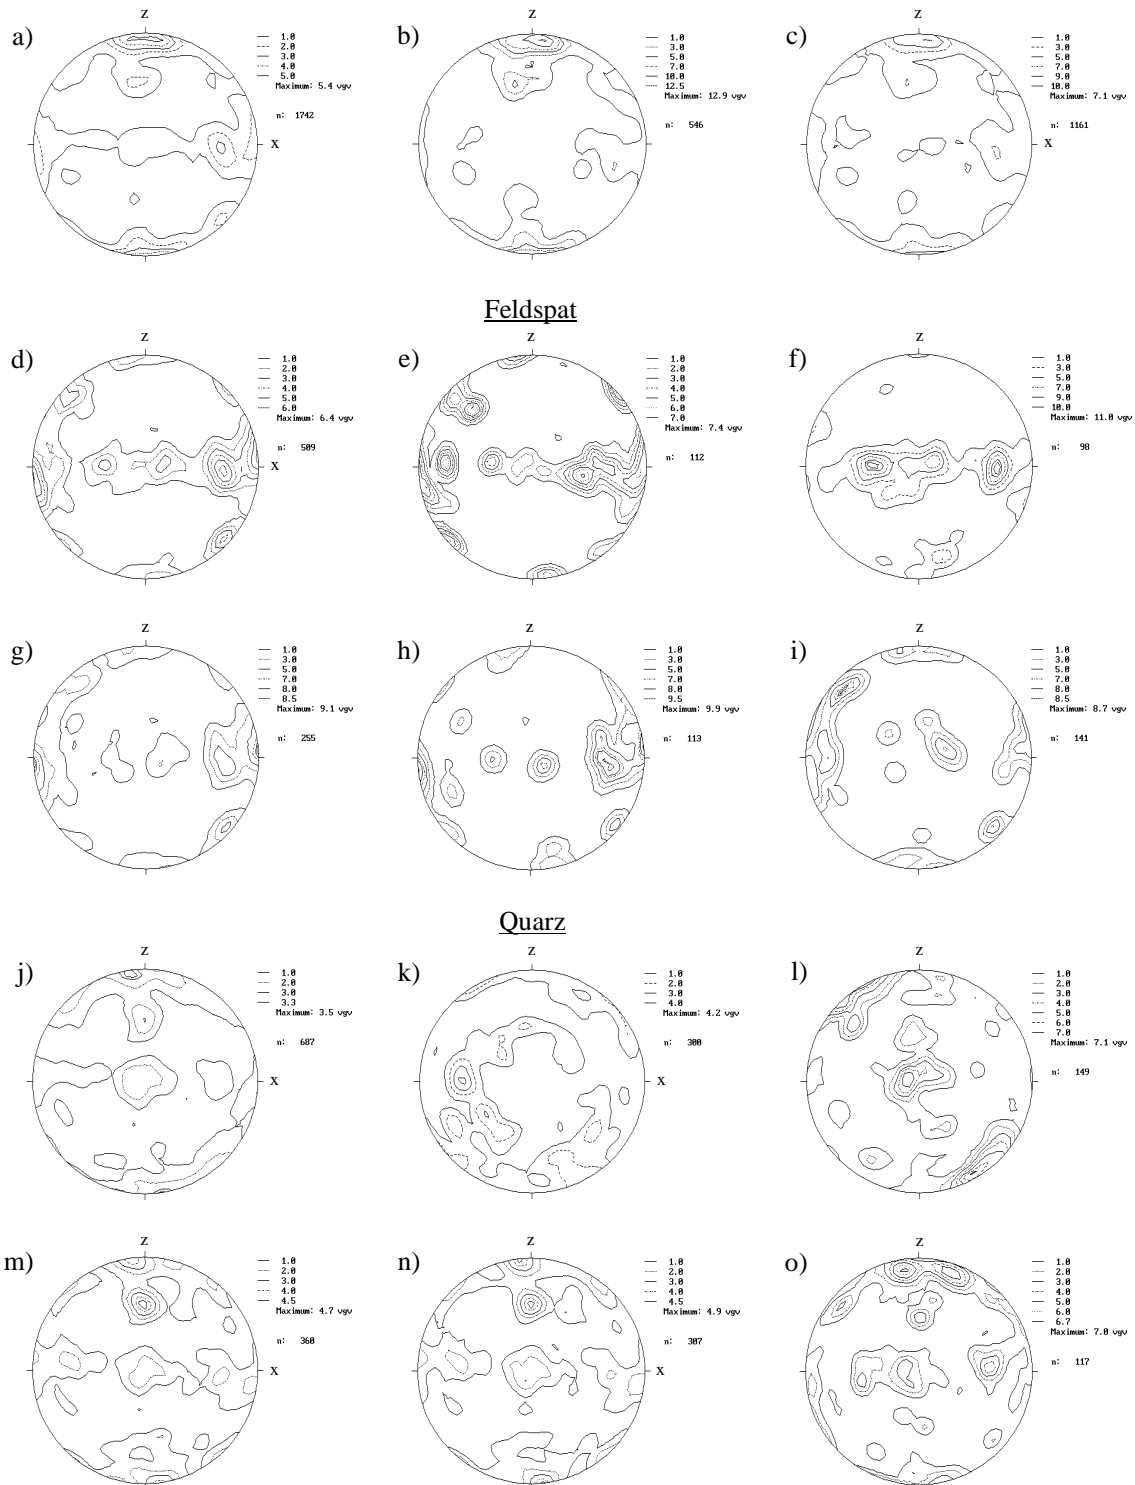 a)
z
1.0
2.0
3.0
4.0
5.0
Maximum: 5.4 vgv
n: 1742
x
b)
z
1.0
3.0
5.0
7.0
10.0
12.5
Maximum: 12.9 vgv
n: 546
c)
z
1.0
3.0
5.0
7.0
9.0
10.0
Maximum: 7.1 vgv
n: 1161
x
Feldspat
d)
z
1.0
2.0
3.0
4.0
5.0
6.0
Maximum: 6.4 vgv
n: 509
x
e)
z
1.0
2.0
3.0
4.0
5.0
6.0
7.0
Maximum: 7.4 vgv
n: 112
f)
z
1.0
3.0
5.0
7.0
9.0
10.0
Maximum: 11.0 vgv
n: 98
g)
z
1.0
3.0
5.0
7.0
8.0
8.5
Maximum: 9.1 vgv
n: 255
h)
z
1.0
3.0
5.0
7.0
8.0
9.5
Maximum: 9.9 vgv
n: 113
i)
z
1.0
3.0
5.0
7.0
8.0
8.5
Maximum: 8.7 vgv
n: 141
Quarz
j)
z
1.0
2.0
3.0
3.3
Maximum: 3.5 vgv
n: 687
x
k)
z
1.0
2.0
3.0
4.0
Maximum: 4.2 vgv
n: 300
x
l)
z
1.0
2.0
3.0
4.0
5.0
6.0
7.0
Maximum: 7.1 vgv
n: 149
m)
z
1.0
2.0
3.0
4.0
4.5
Maximum: 4.7 vgv
n: 360
n)
z
1.0
2.0
3.0
4.0
4.5
Maximum: 4.9 vgv
n: 307
x
o)
z
1.0
2.0
3.0
4.0
5.0
6.0
6.7
Maximum: 7.0 vgv
n: 117